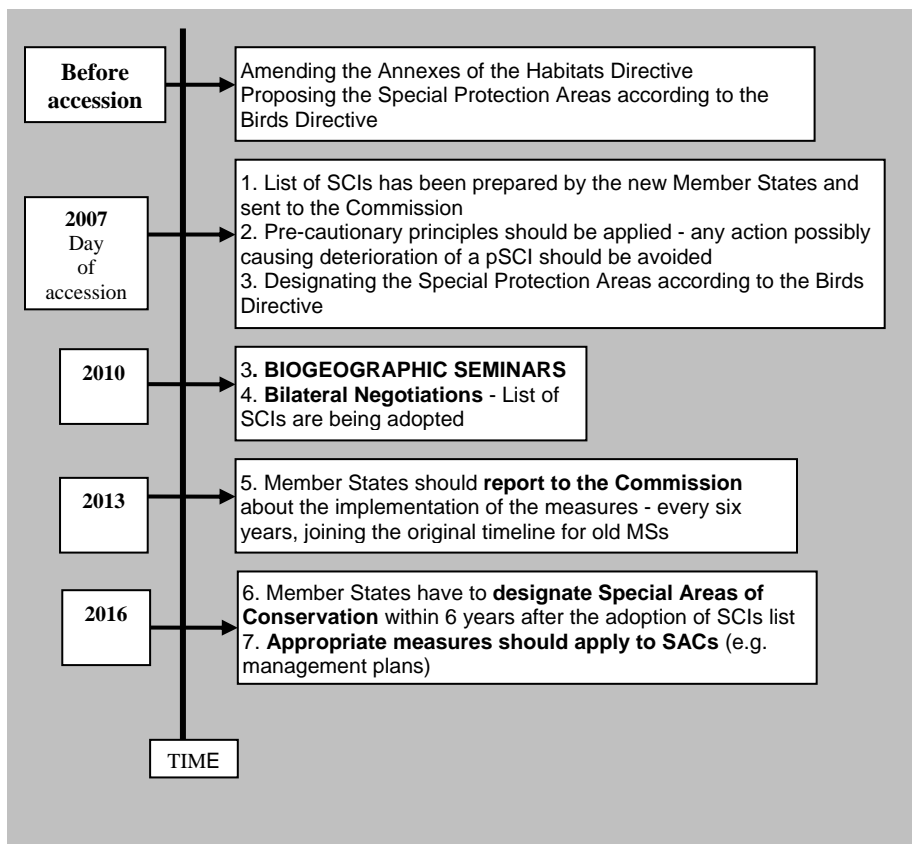 Before
accession
Amending the Annexes of the Habitats Directive
Proposing the Special Protection Areas according to the
Birds Directive
2007
Day
of
accession
1. List of SCIs has been prepared by the new Member States and
sent to the Commission
2. Pre-cautionary principles should be applied - any action possibly
causing deterioration of a pSCI should be avoided
3. Designating the Special Protection Areas according to the Birds
Directive
2010
3. BIOGEOGRAPHIC SEMINARS
4. Bilateral Negotiations - List of
SCIs are being adopted
2013
5. Member States should report to the Commission
about the implementation of the measures - every six
years, joining the original timeline for old MSs
2016
6. Member States have to designate Special Areas of
Conservation within 6 years after the adoption of SCIs list
7. Appropriate measures should apply to SACs (e.g.
management plans)
TIME